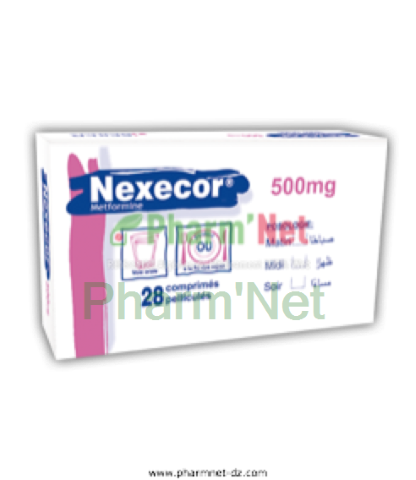 Nexecor®
Metformine
500mg
Pharm'Net
POSOLOGIE
Matin صباحا
OU
Midi
Soir مساءا
28 comprimés
pelliculés
Pharm'Net
www.pharmnet-dz.com